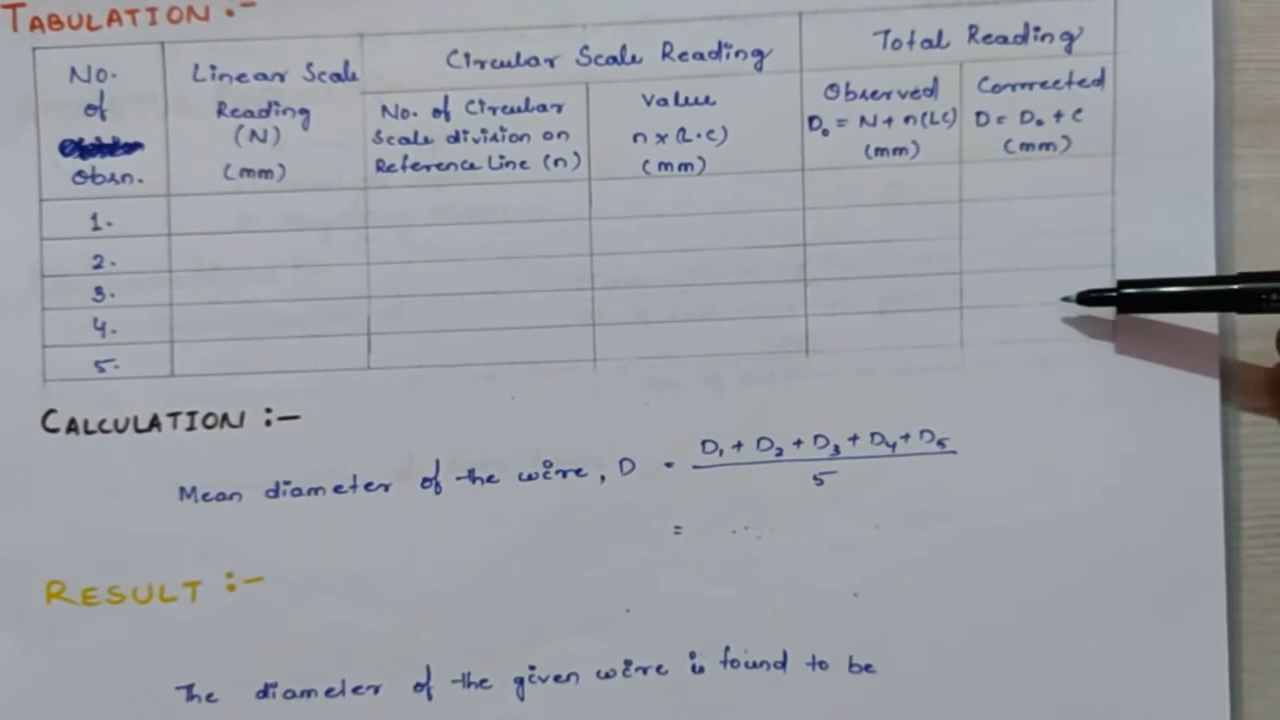 TABULATION :-
No. of Obsn.
Linear Scale Reading (N) (mm)
Circular Scale Reading
No. of Circular Scale division on Reference Line (n)
Value n x (L.C) (mm)
Total Reading
Observed D₀ = N + n(LC) (mm)
Corrected D = D₀ + C (mm)
1.
2.
3.
4.
5.
CALCULATION :-
Mean diameter of the wire, D = D₁ + D₂ + D₃ + D₄ + D₅
5
= ...
RESULT :-
The diameter of the given wire is found to be